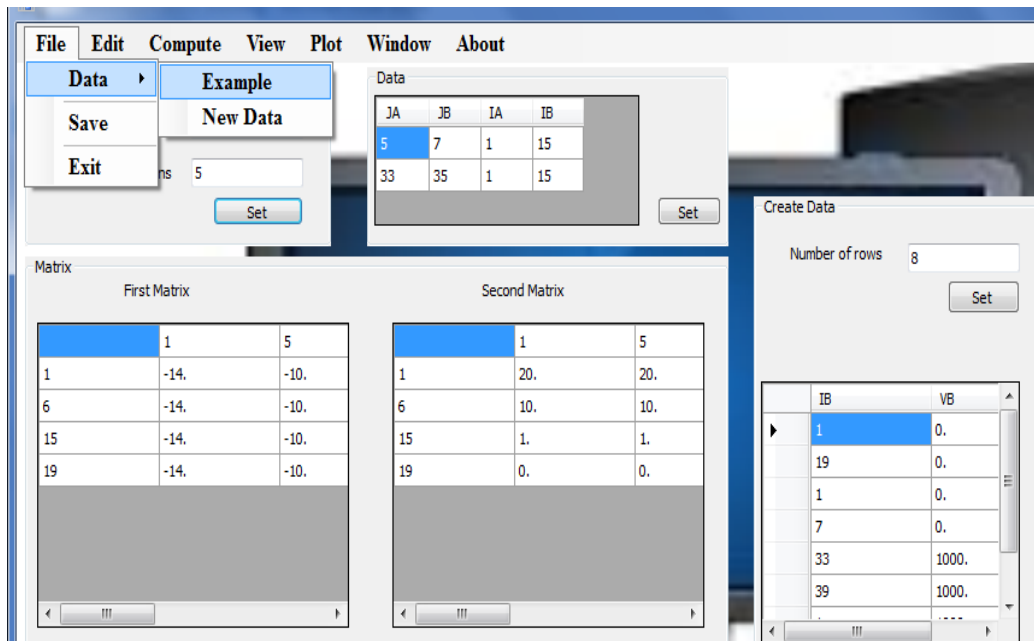 File Edit Compute View Plot Window About
Data
Example
New Data
Save
Exit
ns 5
Set
Data
JA JB IA IB
5 7 1 15
33 35 1 15
Set
Matrix
First Matrix
1 5
1 -14. -10.
6 -14. -10.
15 -14. -10.
19 -14. -10.
Second Matrix
1 5
1 20. 20.
6 10. 10.
15 1. 1.
19 0. 0.
Create Data
Number of rows 8
Set
IB VB
1 0.
19 0.
1 0.
7 0.
33 1000.
39 1000.